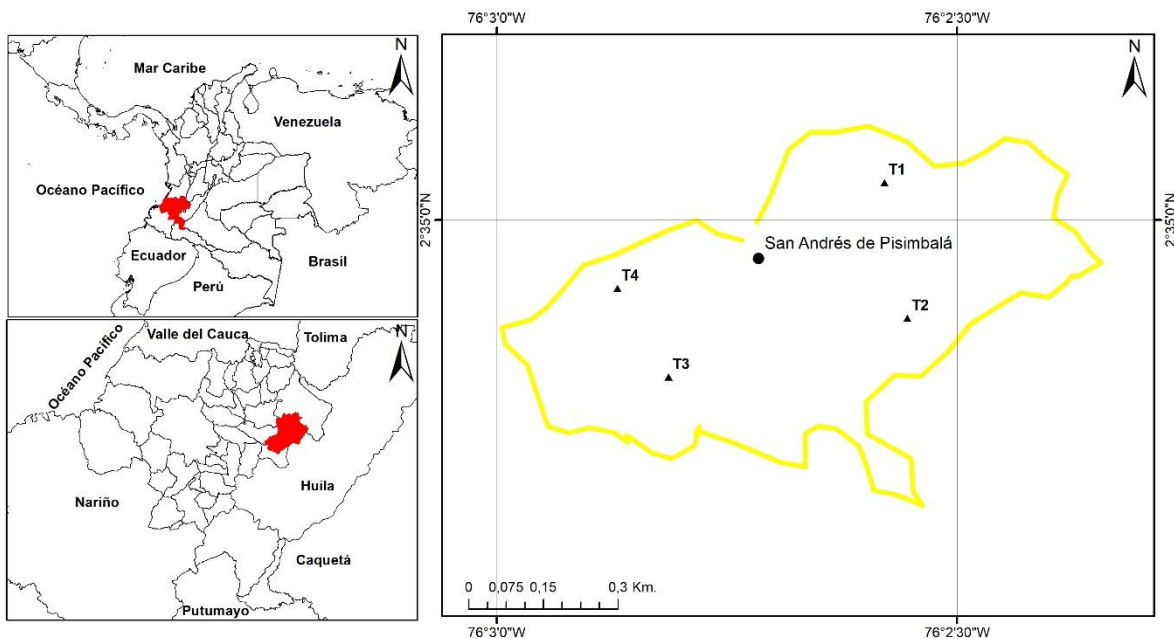 N
Mar Caribe
Venezuela
Océano Pacífico
Ecuador
Brasil
Perú
N
Valle del Cauca
Tolima
Océano Pacífico
Huila
Nariño
Caquetá
Putumayo
76°3'0"W
76°2'30"W
N
T1
2°35'0"N
2°35'0"N
San Andrés de Pisimbalá
T4
T2
T3
0 0,075 0,15 0,3 Km.
76°3'0"W
76°2'30"W